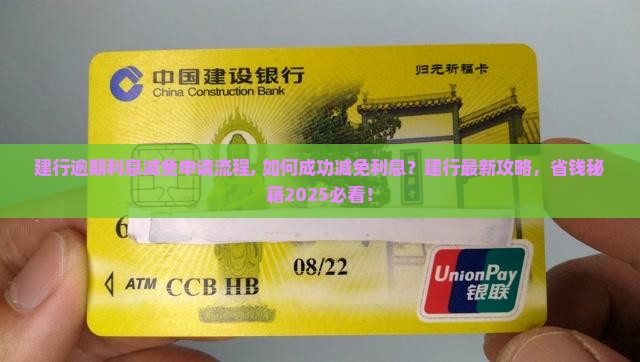 中国建设银行
China Construction Bank
归元祈福卡
建行逾期利息减免申请流程, 如何成功减免利息？建行最新攻略，省钱秘
籍2025必看！
6
08/22
ATM
CCB HB
UnionPay
银联